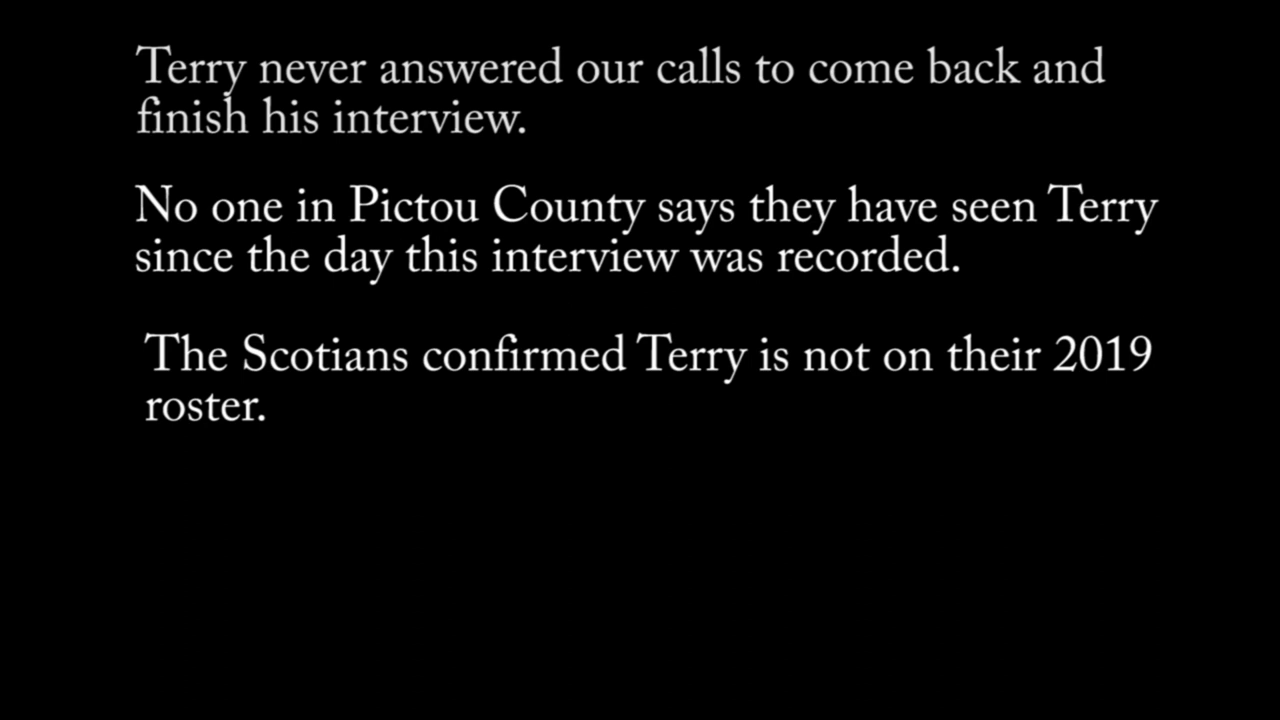 Terry never answered our calls to come back and
finish his interview.
No one in Pictou County says they have seen Terry
since the day this interview was recorded.
The Scotians confirmed Terry is not on their 2019
roster.